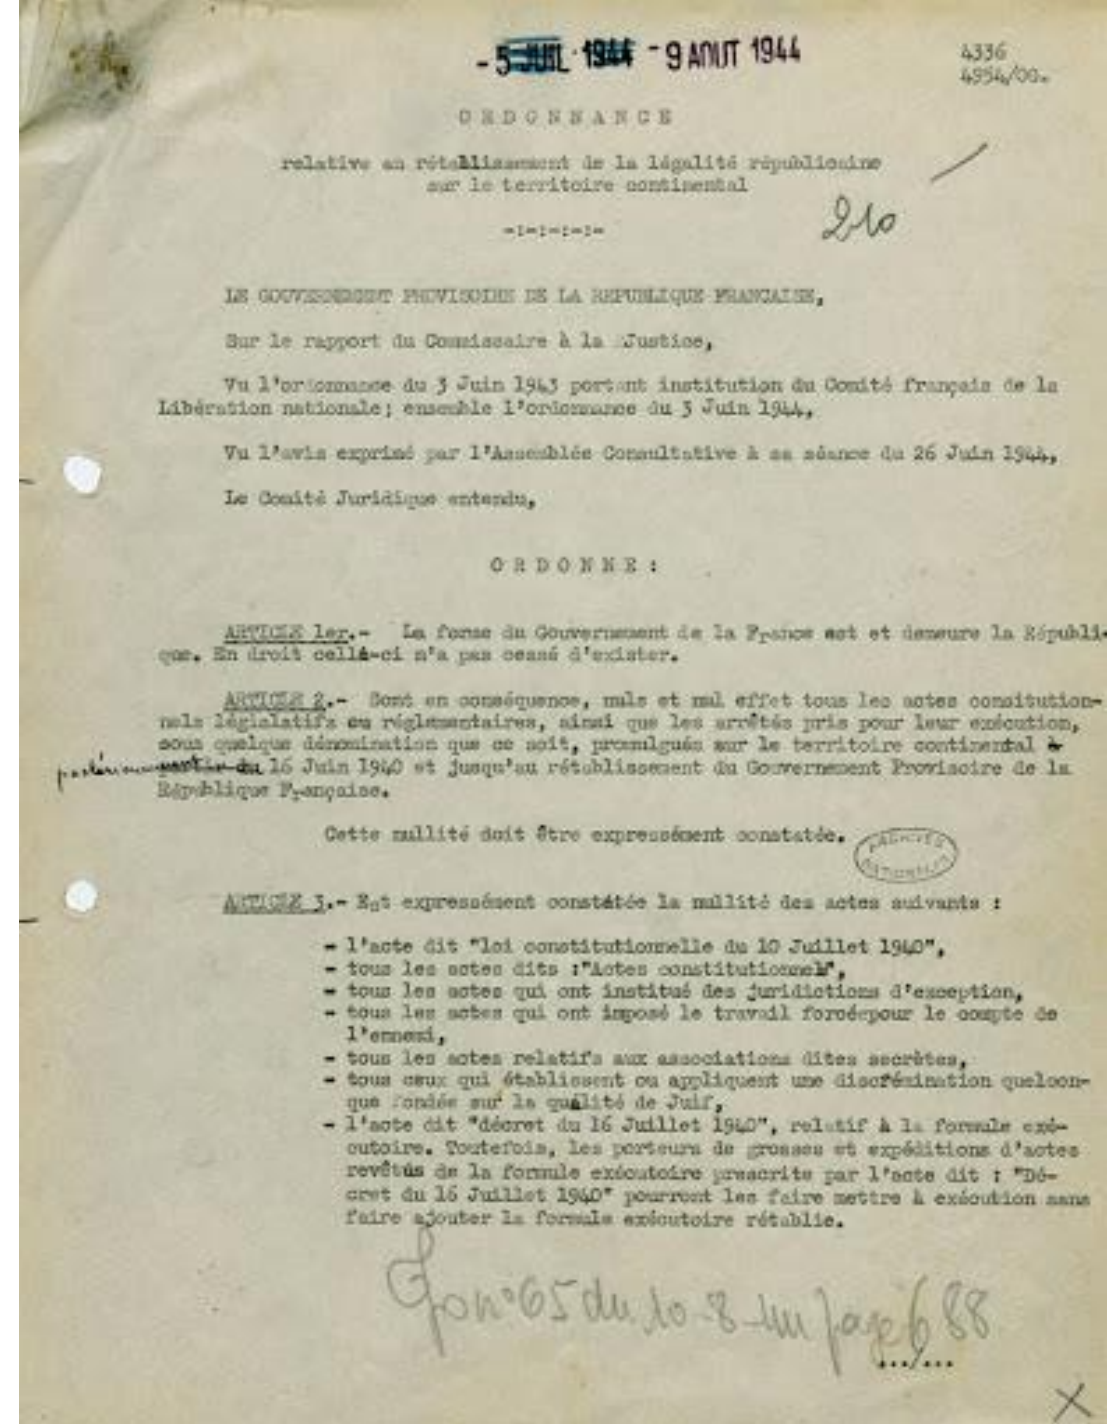 - 5 JUIL 1944 - 9 AOUT 1944
4336
4954/OG.
ORDONNANCE
relative au rétablissement de la légalité républicaine
sur le territoire continental
210
-:-:-:-:-
LE GOUVERNEMENT PROVISOIRE DE LA REPUBLIQUE FRANCAISE,
Sur le rapport du Commissaire à la Justice,
Vu l'ordonnance du 3 Juin 1943 portant institution du Comité français de la
Libération nationale; ensemble l'ordonnance du 3 Juin 1944,
Vu l'avis exprimé par l'Assemblée Consultative à sa séance du 26 Juin 1944,
Le Comité Juridique entendu,
ORDONNE :
ARTICLE 1er.- La forme du Gouvernement de la France est et demeure la Républi-
que. En droit celle-ci n'a pas cessé d'exister.
ARTICLE 2.- Sont en conséquence, nuls et nul effet tous les actes consitution-
nels législatifs ou réglementaires, ainsi que les arrêtés pris pour leur exécution,
sous quelque dénomination que ce soit, promulgués sur le territoire continental à
postérieurement partir du 16 Juin 1940 et jusqu'au rétablissement du Gouvernement Provisoire de la
République Française.
Cette nullité doit être expressément constatée.
ARCHIVES
NATIONALES
ARTICLE 3.- Est expressément constatée la nullité des actes suivants :
- l'acte dit "loi constitutionnelle du 10 Juillet 1940",
- tous les actes dits :"Actes constitutionnels",
- tous les actes qui ont institué des juridictions d'exception,
- tous les actes qui ont imposé le travail forcé pour le compte de
l'ennemi,
- tous les actes relatifs aux associations dites secrètes,
- tous ceux qui établissent ou appliquent une discrimination quelcon-
que fondée sur la qualité de Juif,
- l'acte dit "décret du 16 Juillet 1940", relatif à la formule exé-
cutoire. Toutefois, les porteurs de grosses et expéditions d'actes
revêtus de la formule exécutoire prescrite par l'acte dit : "Dé-
cret du 16 Juillet 1940" pourront les faire mettre à exécution sans
faire ajouter la formule exécutoire rétablie.
n° 65 du 10-8-44 page 688
.../...